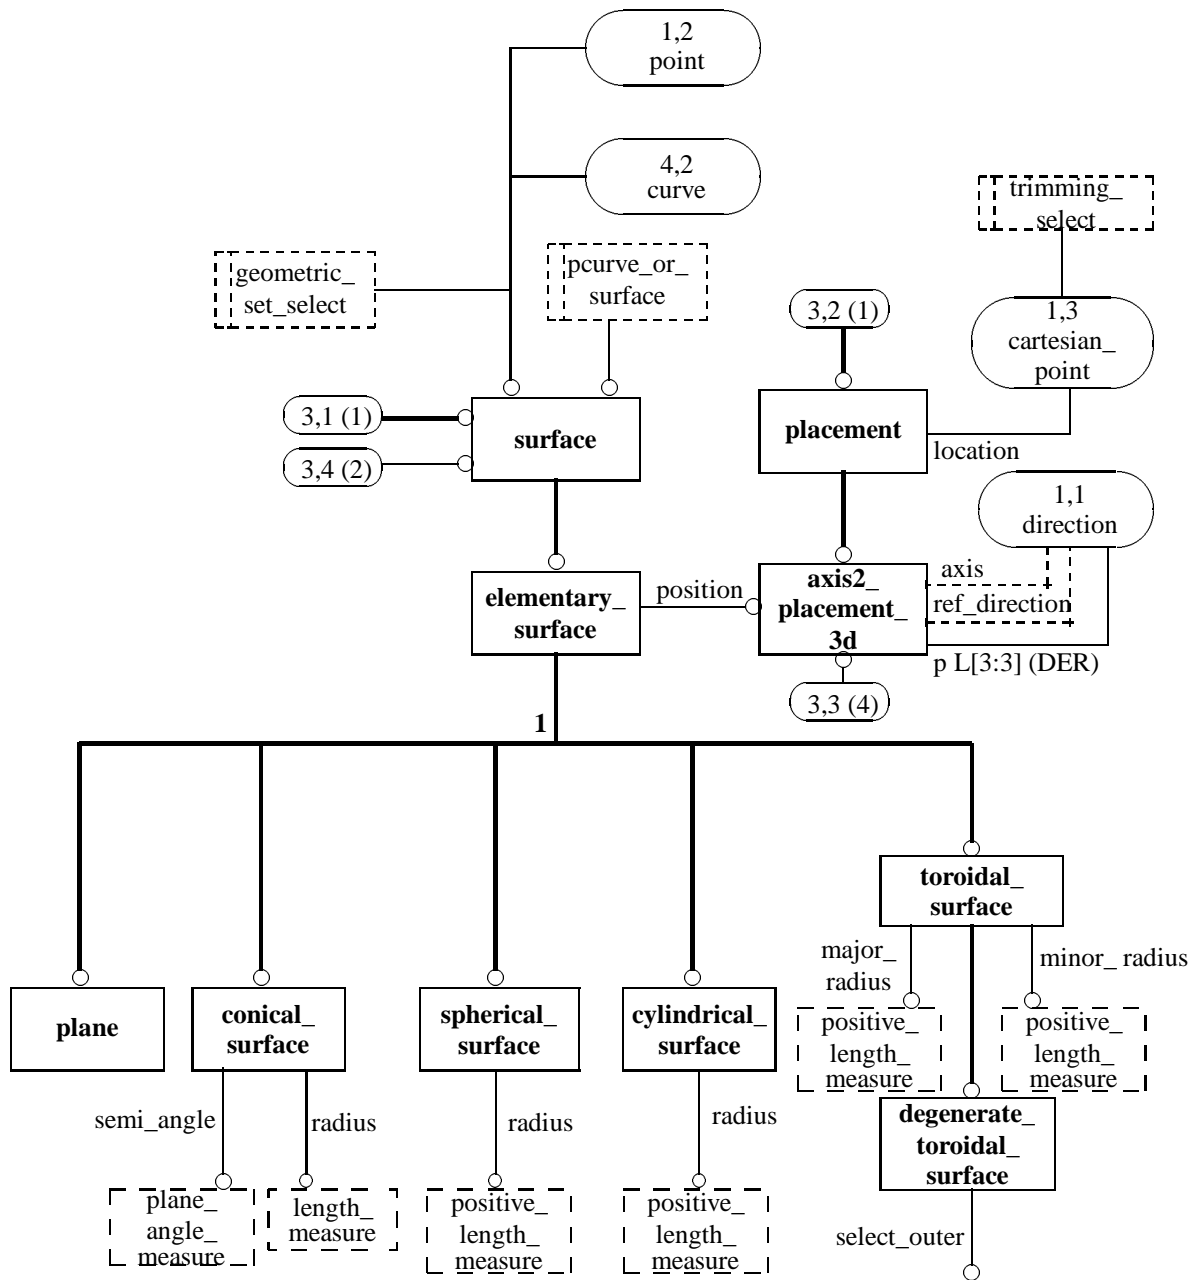 1,2
point
4,2
curve
trimming_
select
geometric_
set_select
pcurve_or_
surface
3,2 (1)
1,3
cartesian_
point
3,1 (1)
surface
placement
location
3,4 (2)
1,1
direction
elementary_
surface
position
axis2_
placement_
3d
axis
ref_direction
p L[3:3] (DER)
3,3 (4)
1
toroidal_
surface
major_
radius
minor_ radius
plane
conical_
surface
spherical_
surface
cylindrical_
surface
positive_
length_
measure
positive_
length_
measure
semi_angle
radius
radius
radius
degenerate_
toroidal_
surface
plane_
angle_
measure
length_
measure
positive_
length_
measure
positive_
length_
measure
select_outer